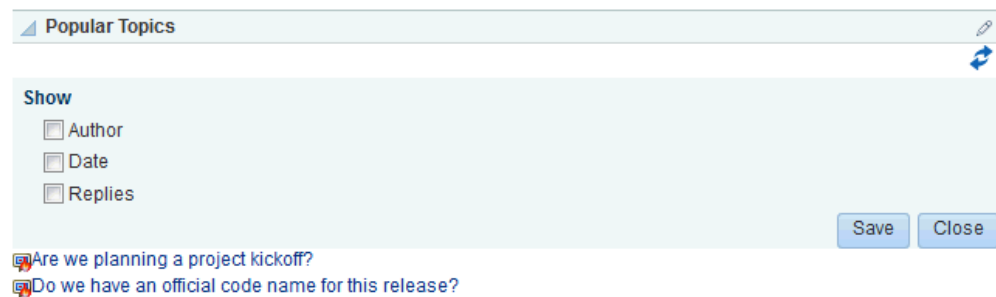 Popular Topics
Show
Author
Date
Replies
Save Close
Are we planning a project kickoff?
Do we have an official code name for this release?